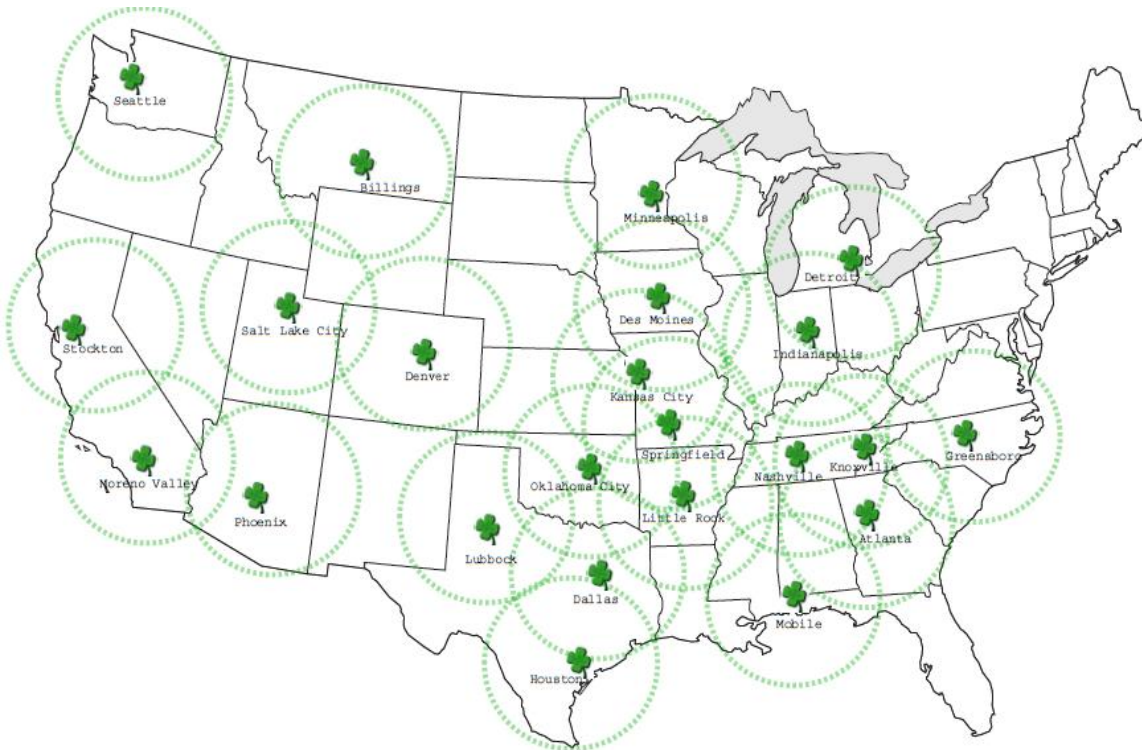 Seattle
Billings
Minneapolis
Detroit
Des Moines
Salt Lake City
Stockton
Indianapolis
Denver
Kansas City
Springfield
Greensboro
Knoxville
Nashville
Moreno Valley
Oklahoma City
Little Rock
Phoenix
Atlanta
Lubbock
Dallas
Mobile
Houston